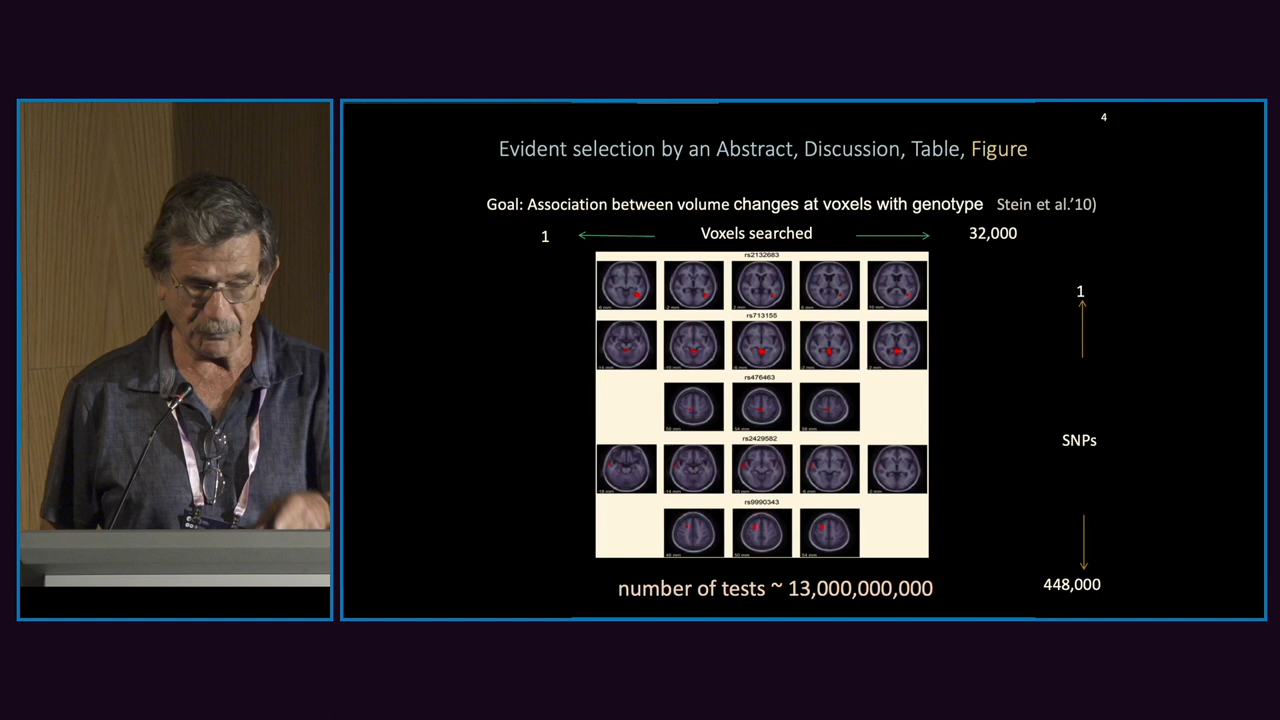 4
Evident selection by an Abstract, Discussion, Table, Figure
Goal: Association between volume changes at voxels with genotype Stein et al.'10)
1 Voxels searched 32,000
rs2132683
1
rs713155
rs476463
rs2429582
SNPs
rs9990343
448,000
number of tests ~ 13,000,000,000